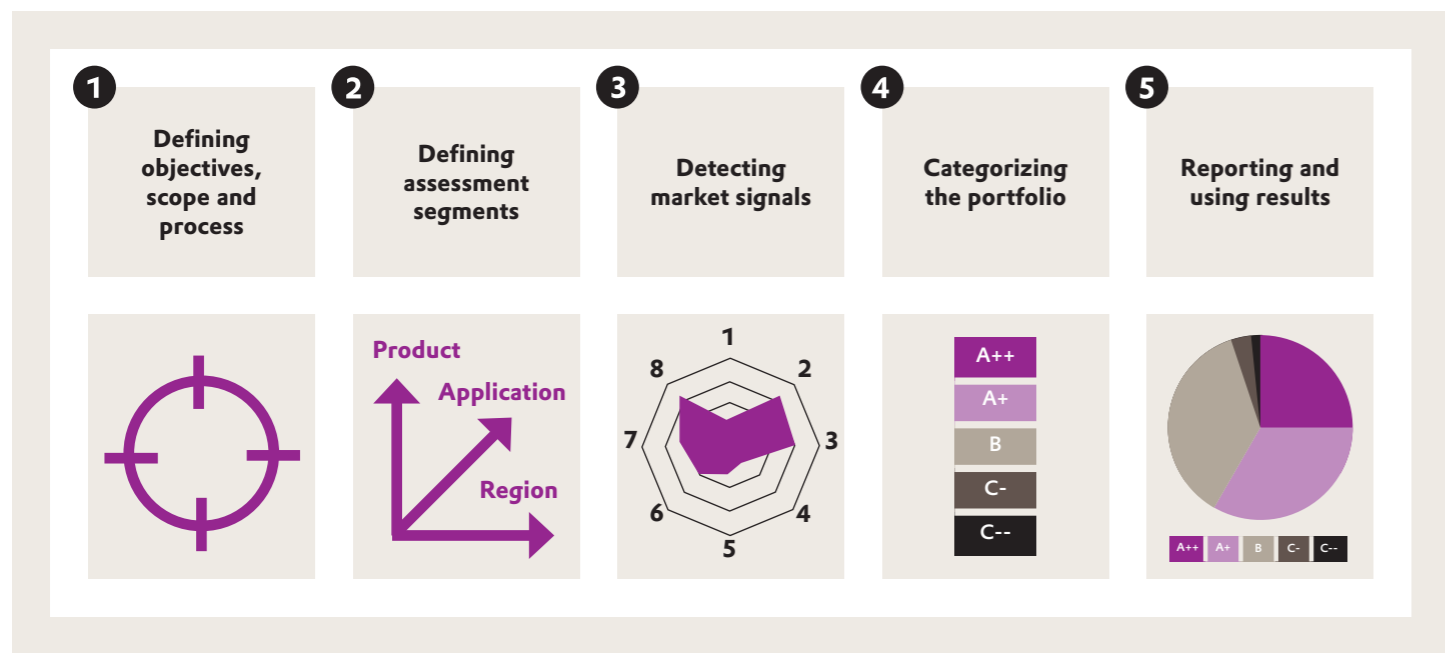 1
Defining
objectives,
scope and
process
2
Defining
assessment
segments
3
Detecting
market signals
4
Categorizing
the portfolio
5
Reporting and
using results
Product
Application
Region
1
2
3
4
5
6
7
8
A++
A+
B
C-
C--
A++ A+ B C- C--